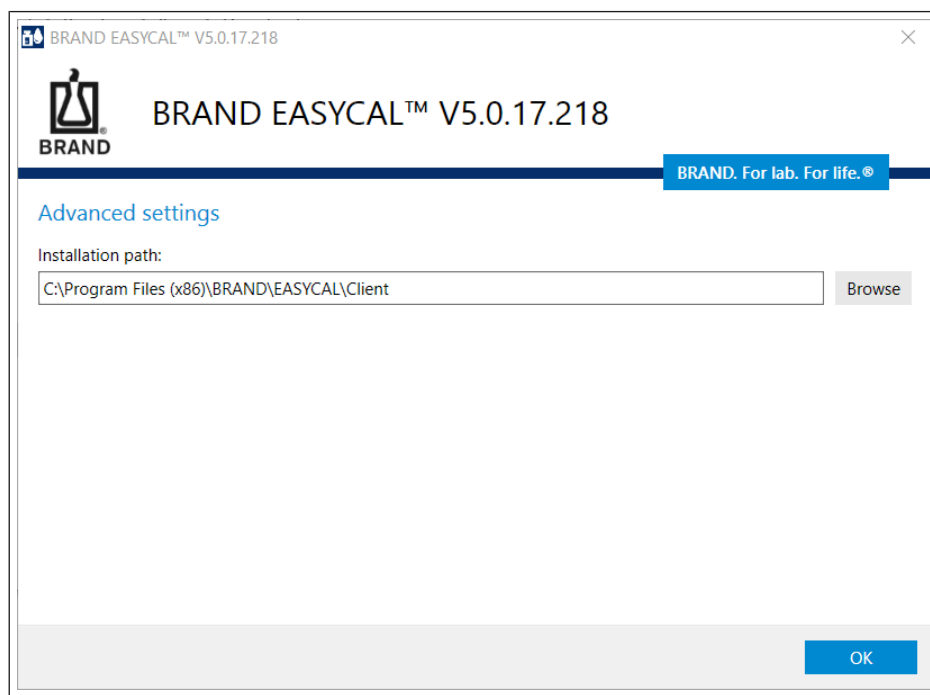 BRAND EASYCAL™ V5.0.17.218
BRAND®
BRAND EASYCAL™ V5.0.17.218
BRAND. For lab. For life.®
Advanced settings
Installation path:
C:\Program Files (x86)\BRAND\EASYCAL\Client
Browse
OK